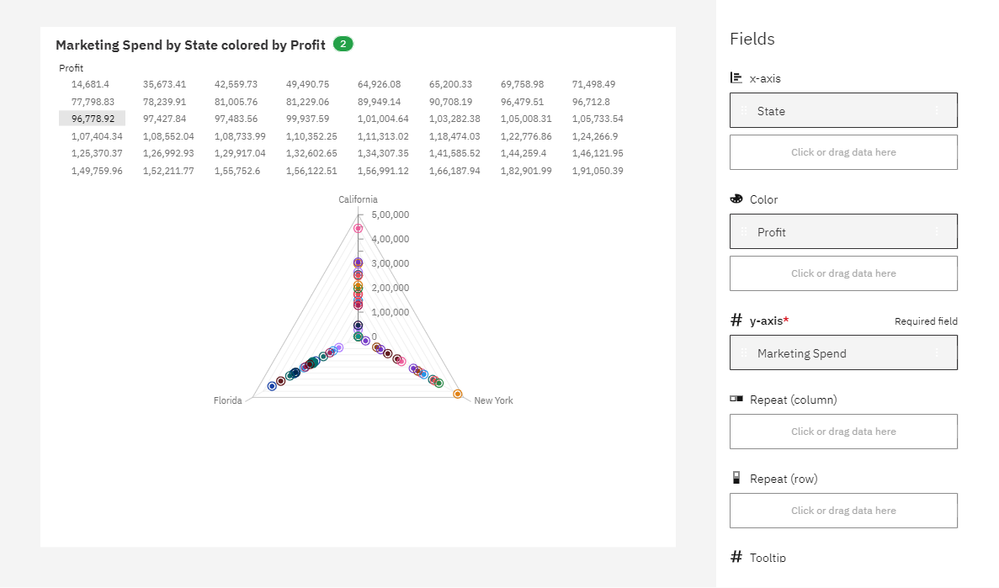 Marketing Spend by State colored by Profit 2
Profit
14,681.4 35,673.41 42,559.73 49,490.75 64,926.08 65,200.33 69,758.98 71,498.49
77,798.83 78,239.91 81,005.76 81,229.06 89,949.14 90,708.19 96,479.51 96,712.8
96,778.92 97,427.84 97,483.56 99,937.59 1,01,004.64 1,03,282.38 1,05,008.31 1,05,733.54
1,07,404.34 1,08,552.04 1,08,733.99 1,10,352.25 1,11,313.02 1,18,474.03 1,22,776.86 1,24,266.9
1,25,370.37 1,26,992.93 1,29,917.04 1,32,602.65 1,34,307.35 1,41,585.52 1,44,259.4 1,46,121.95
1,49,759.96 1,52,211.77 1,55,752.6 1,56,122.51 1,56,991.12 1,66,187.94 1,82,901.99 1,91,050.39
California
5,00,000
4,00,000
3,00,000
2,00,000
1,00,000
0
Florida
New York
Fields
x-axis
State
Click or drag data here
Color
Profit
Click or drag data here
# y-axis* Required field
Marketing Spend
Repeat (column)
Click or drag data here
Repeat (row)
Click or drag data here
# Tooltip